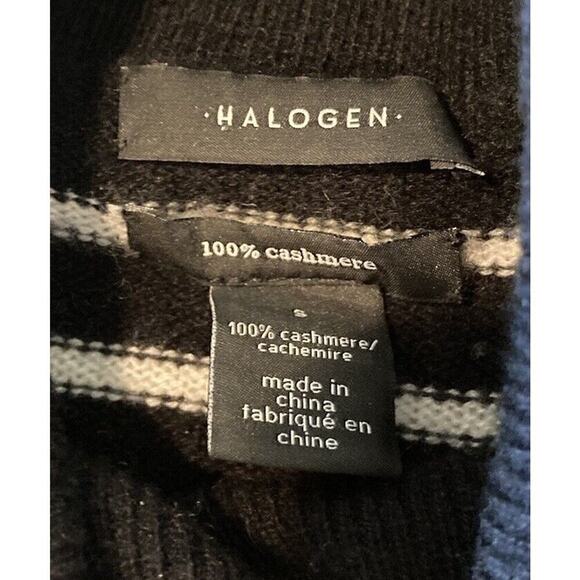 ·HALOGEN·
100% cashmere
s
100% cashmere/
cachemire
made in
china
fabriqué en
chine